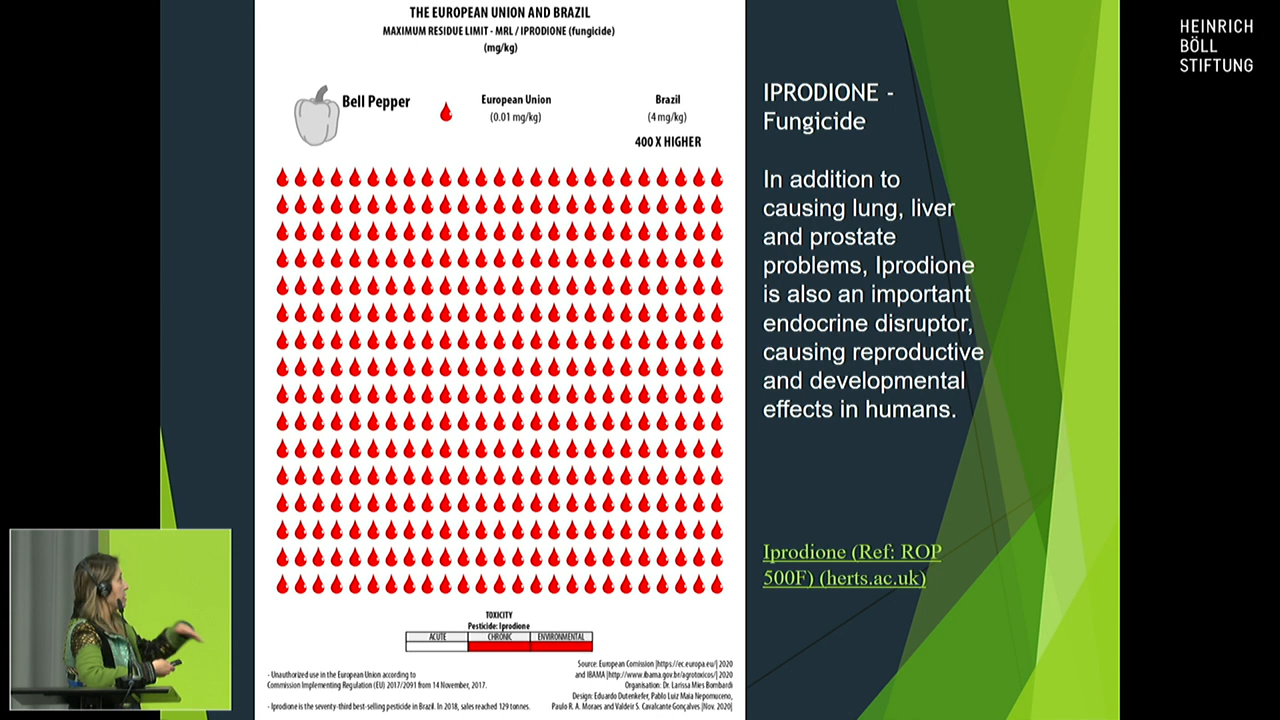 THE EUROPEAN UNION AND BRAZIL
MAXIMUM RESIDUE LIMIT - MRL / IPRODIONE (fungicide)
(mg/kg)
Bell Pepper
European Union
(0.01 mg/kg)
Brazil
(4 mg/kg)
400 X HIGHER
TOXICITY
Pesticide: Iprodione
ACUTE CHRONIC ENVIRONMENTAL
- Unauthorized use in the European Union according to
Commission Implementing Regulation (EU) 2017/2091 from 14 November, 2017.
- Iprodione is the seventy-third best-selling pesticide in Brazil. In 2018, sales reached 129 tonnes.
Source: European Comission |https://ec.europa.eu/| 2020
and IBAMA |http://www.ibama.gov.br/agrotoxicos/| 2020
Organisation: Dr. Larissa Mies Bombardi
Design: Eduardo Dutenkefer, Pablo Luiz Maia Nepomuceno,
Paulo R. A. Moraes and Valdeir S. Cavalcante Gonçalves |Nov. 2020|
IPRODIONE -
Fungicide
In addition to
causing lung, liver
and prostate
problems, Iprodione
is also an important
endocrine disruptor,
causing reproductive
and developmental
effects in humans.
Iprodione (Ref: ROP
500F) (herts.ac.uk)
HEINRICH
BÖLL
STIFTUNG